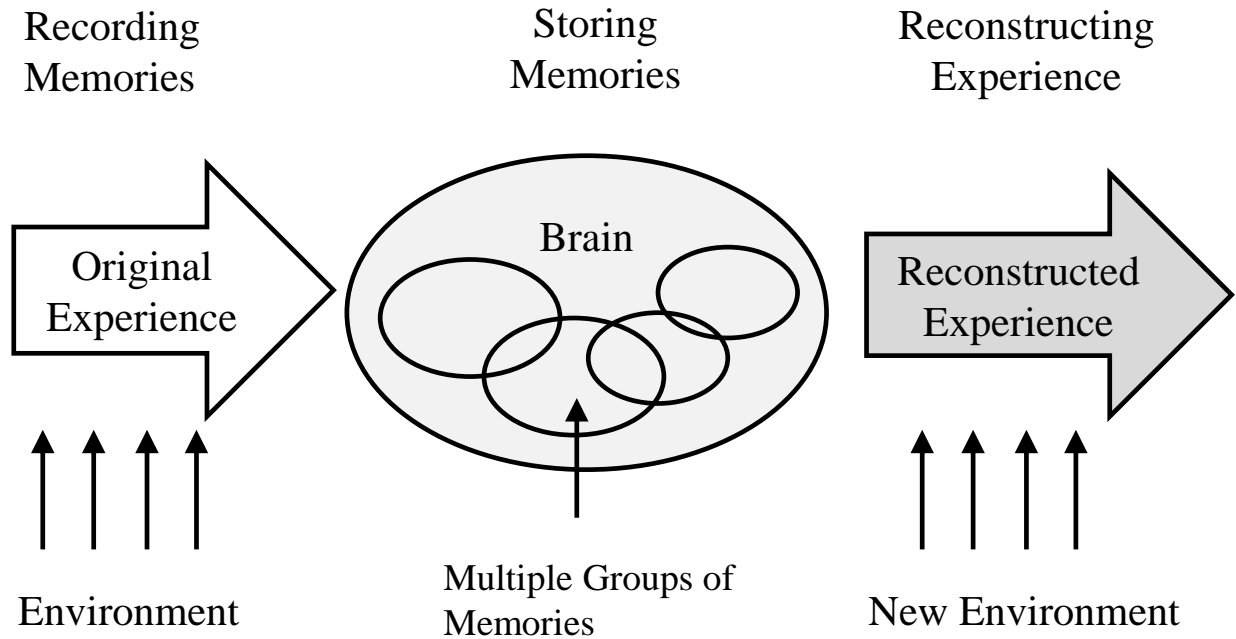 Recording
Memories
Storing
Memories
Reconstructing
Experience
Original
Experience
Brain
Reconstructed
Experience
Environment
Multiple Groups of
Memories
New Environment